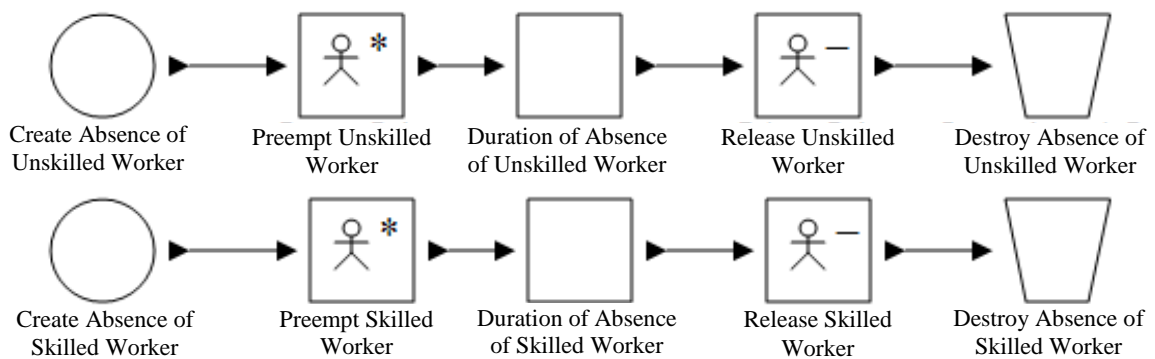 *
–
Create Absence of
Unskilled Worker
Preempt Unskilled
Worker
Duration of Absence
of Unskilled Worker
Release Unskilled
Worker
Destroy Absence of
Unskilled Worker
*
–
Create Absence of
Skilled Worker
Preempt Skilled
Worker
Duration of Absence
of Skilled Worker
Release Skilled
Worker
Destroy Absence of
Skilled Worker